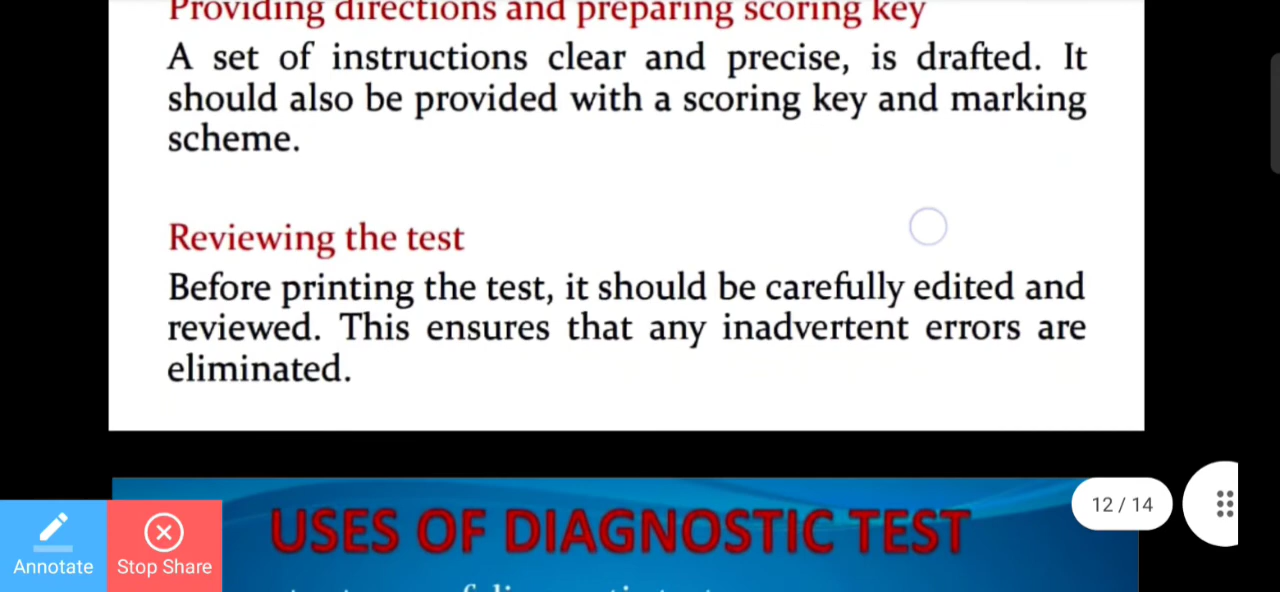 Providing directions and preparing scoring key
A set of instructions clear and precise, is drafted. It
should also be provided with a scoring key and marking
scheme.
Reviewing the test
Before printing the test, it should be carefully edited and
reviewed. This ensures that any inadvertent errors are
eliminated.
12 / 14
USES OF DIAGNOSTIC TEST
Annotate
Stop Share